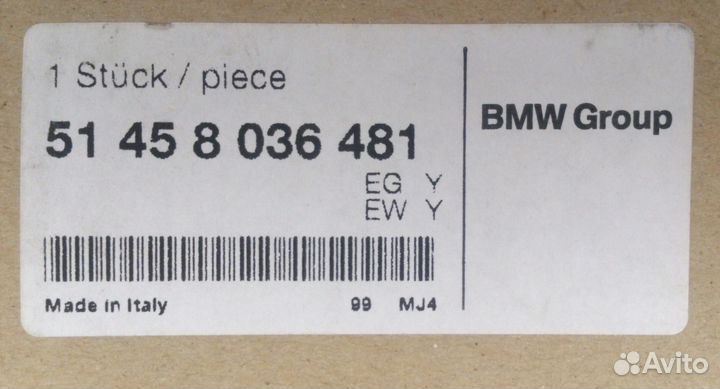 1 Stück / piece
51 45 8 036 481
EG Y
EW Y
Made in Italy 99 MJ4
BMW Group
Avito